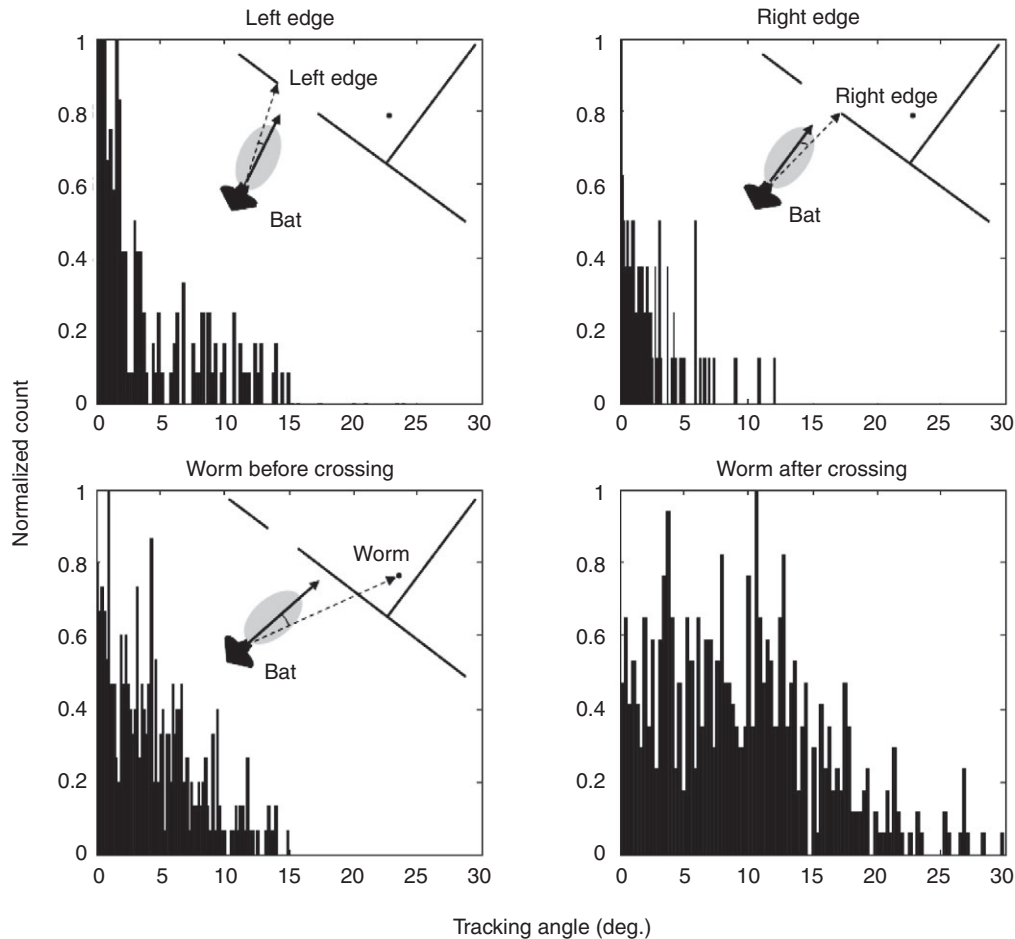 Left edge
1
0.8
0.6
0.4
0.2
0
0 5 10 15 20 25 30
Left edge
Bat
Right edge
1
0.8
0.6
0.4
0.2
0
0 5 10 15 20 25 30
Right edge
Bat
Normalized count
Worm before crossing
1
0.8
0.6
0.4
0.2
0
0 5 10 15 20 25 30
Worm
Bat
Worm after crossing
1
0.8
0.6
0.4
0.2
0
0 5 10 15 20 25 30
Tracking angle (deg.)